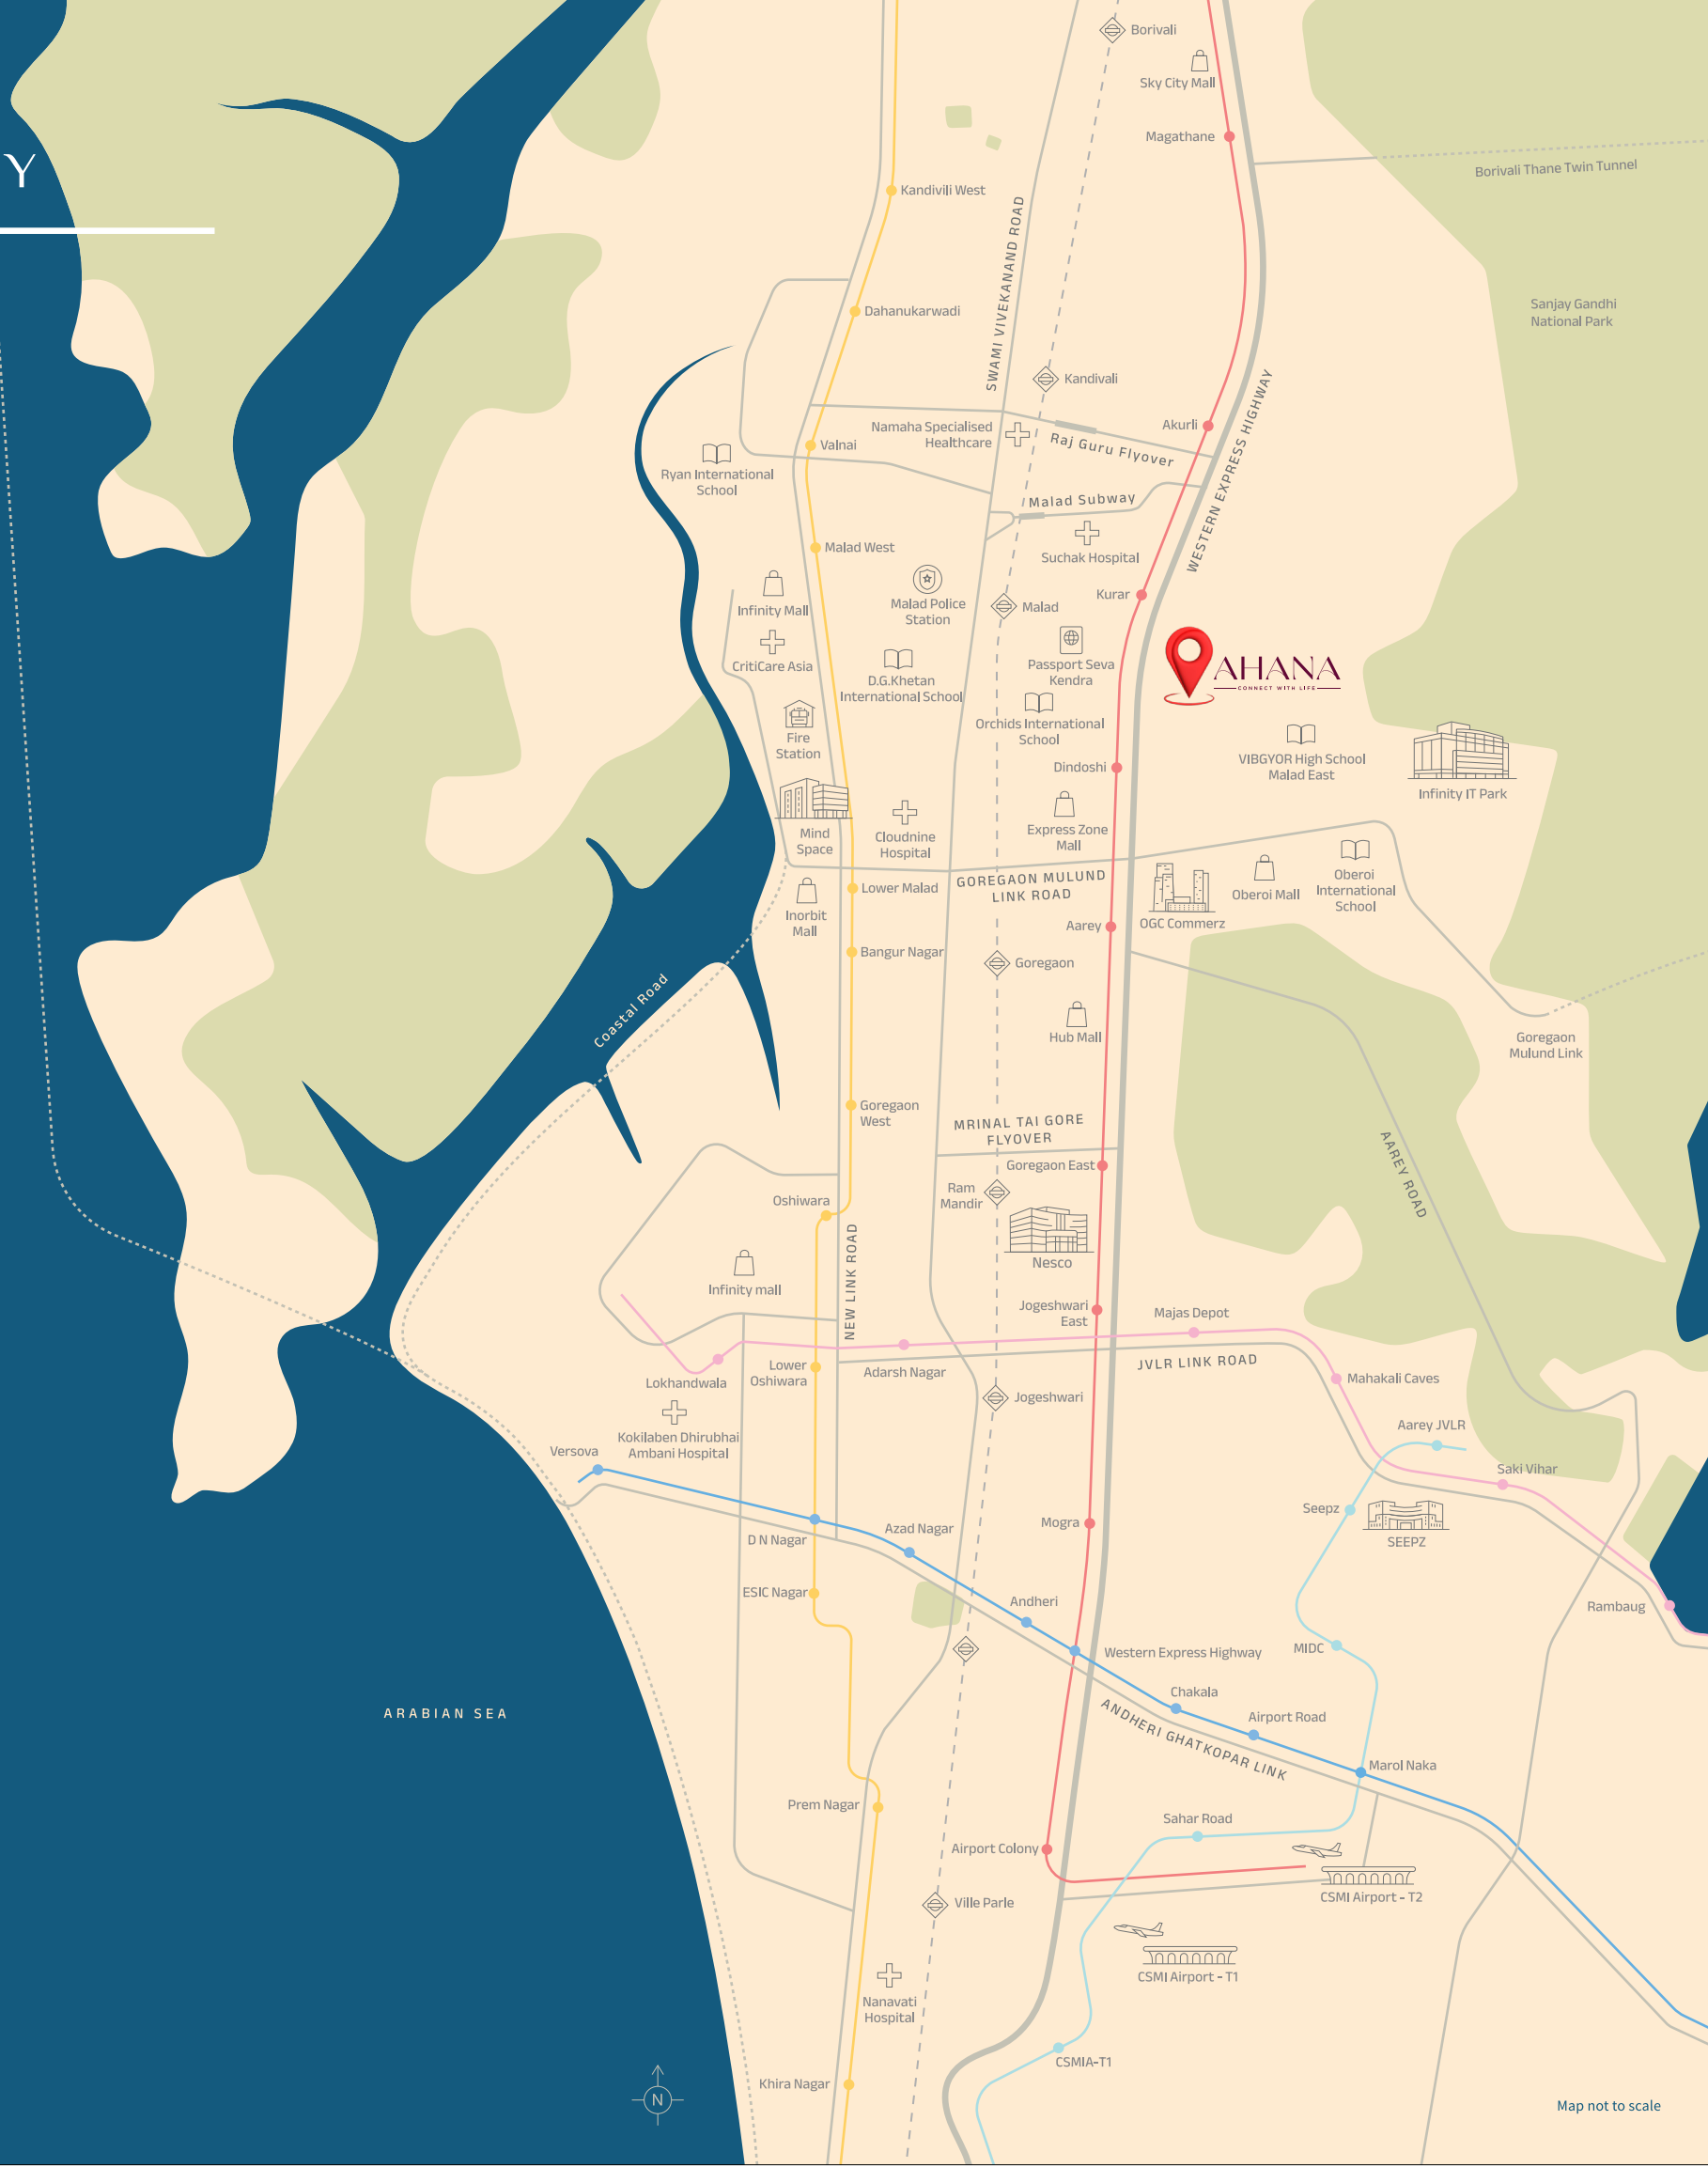 Borivali
Sky City Mall
Magathane
Borivali Thane Twin Tunnel
Y
Kandivili West
SWAMI VIVEKANAND ROAD
Sanjay Gandhi
National Park
Dahanukarwadi
Kandivali
WESTERN EXPRESS HIGHWAY
Akurli
Namaha Specialised
Healthcare
Raj Guru Flyover
Valnai
Ryan International
School
Malad Subway
Suchak Hospital
Malad West
Kurar
Infinity Mall
Malad Police
Station
Malad
CritiCare Asia
D.G.Khetan
International School
Passport Seva
Kendra
AHANA
CONNECT WITH LIFE
Orchids International
School
Fire
Station
Dindoshi
VIBGYOR High School
Malad East
Infinity IT Park
Mind
Space
Cloudnine
Hospital
Express Zone
Mall
GOREGAON MULUND
LINK ROAD
Lower Malad
Oberoi Mall
Oberoi
International
School
Inorbit
Mall
Aarey
OGC Commerz
Bangur Nagar
Goregaon
Coastal Road
Hub Mall
Goregaon
Mulund Link
Goregaon
West
MRINAL TAI GORE
FLYOVER
Goregaon East
AAREY ROAD
Oshiwara
Ram
Mandir
Nesco
NEW LINK ROAD
Infinity mall
Jogeshwari
East
Majas Depot
Lokhandwala
Lower
Oshiwara
Adarsh Nagar
JVLR LINK ROAD
Mahakali Caves
Jogeshwari
Aarey JVLR
Kokilaben Dhirubhai
Ambani Hospital
Versova
Saki Vihar
Seepz
SEEPZ
D N Nagar
Azad Nagar
Mogra
ESIC Nagar
Andheri
Rambaug
Western Express Highway
MIDC
Chakala
Airport Road
ANDHERI GHATKOPAR LINK
ARABIAN SEA
Marol Naka
Prem Nagar
Sahar Road
Airport Colony
CSMI Airport - T2
Ville Parle
CSMI Airport - T1
Nanavati
Hospital
CSMIA-T1
Khira Nagar
N
Map not to scale